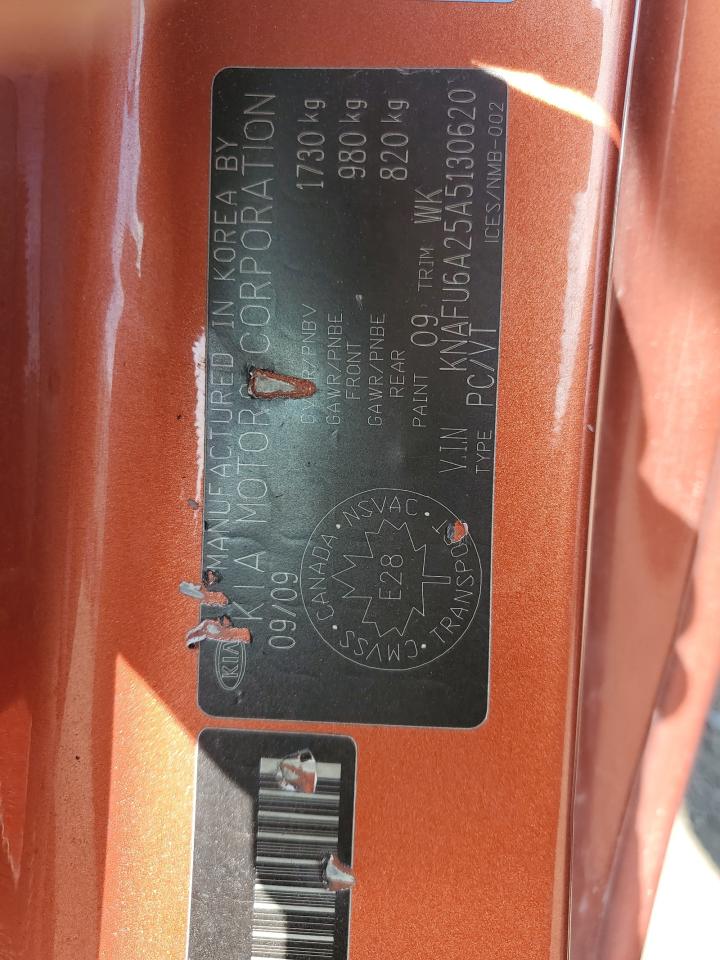 MANUFACTURED IN KOREA BY
KIA
KIA MOTOR CORPORATION
09/09
GVWR/PNBV 1730 kg
GAWR/PNBE FRONT 980 kg
GAWR/PNBE REAR 820 kg
PAINT 09 TRIM WK
V.I.N KNAFU6A25A5130620
TYPE PC/VT
ICES/NMB-002
CANADA · NSVAC · TRANSPORT · CMVSS
E28